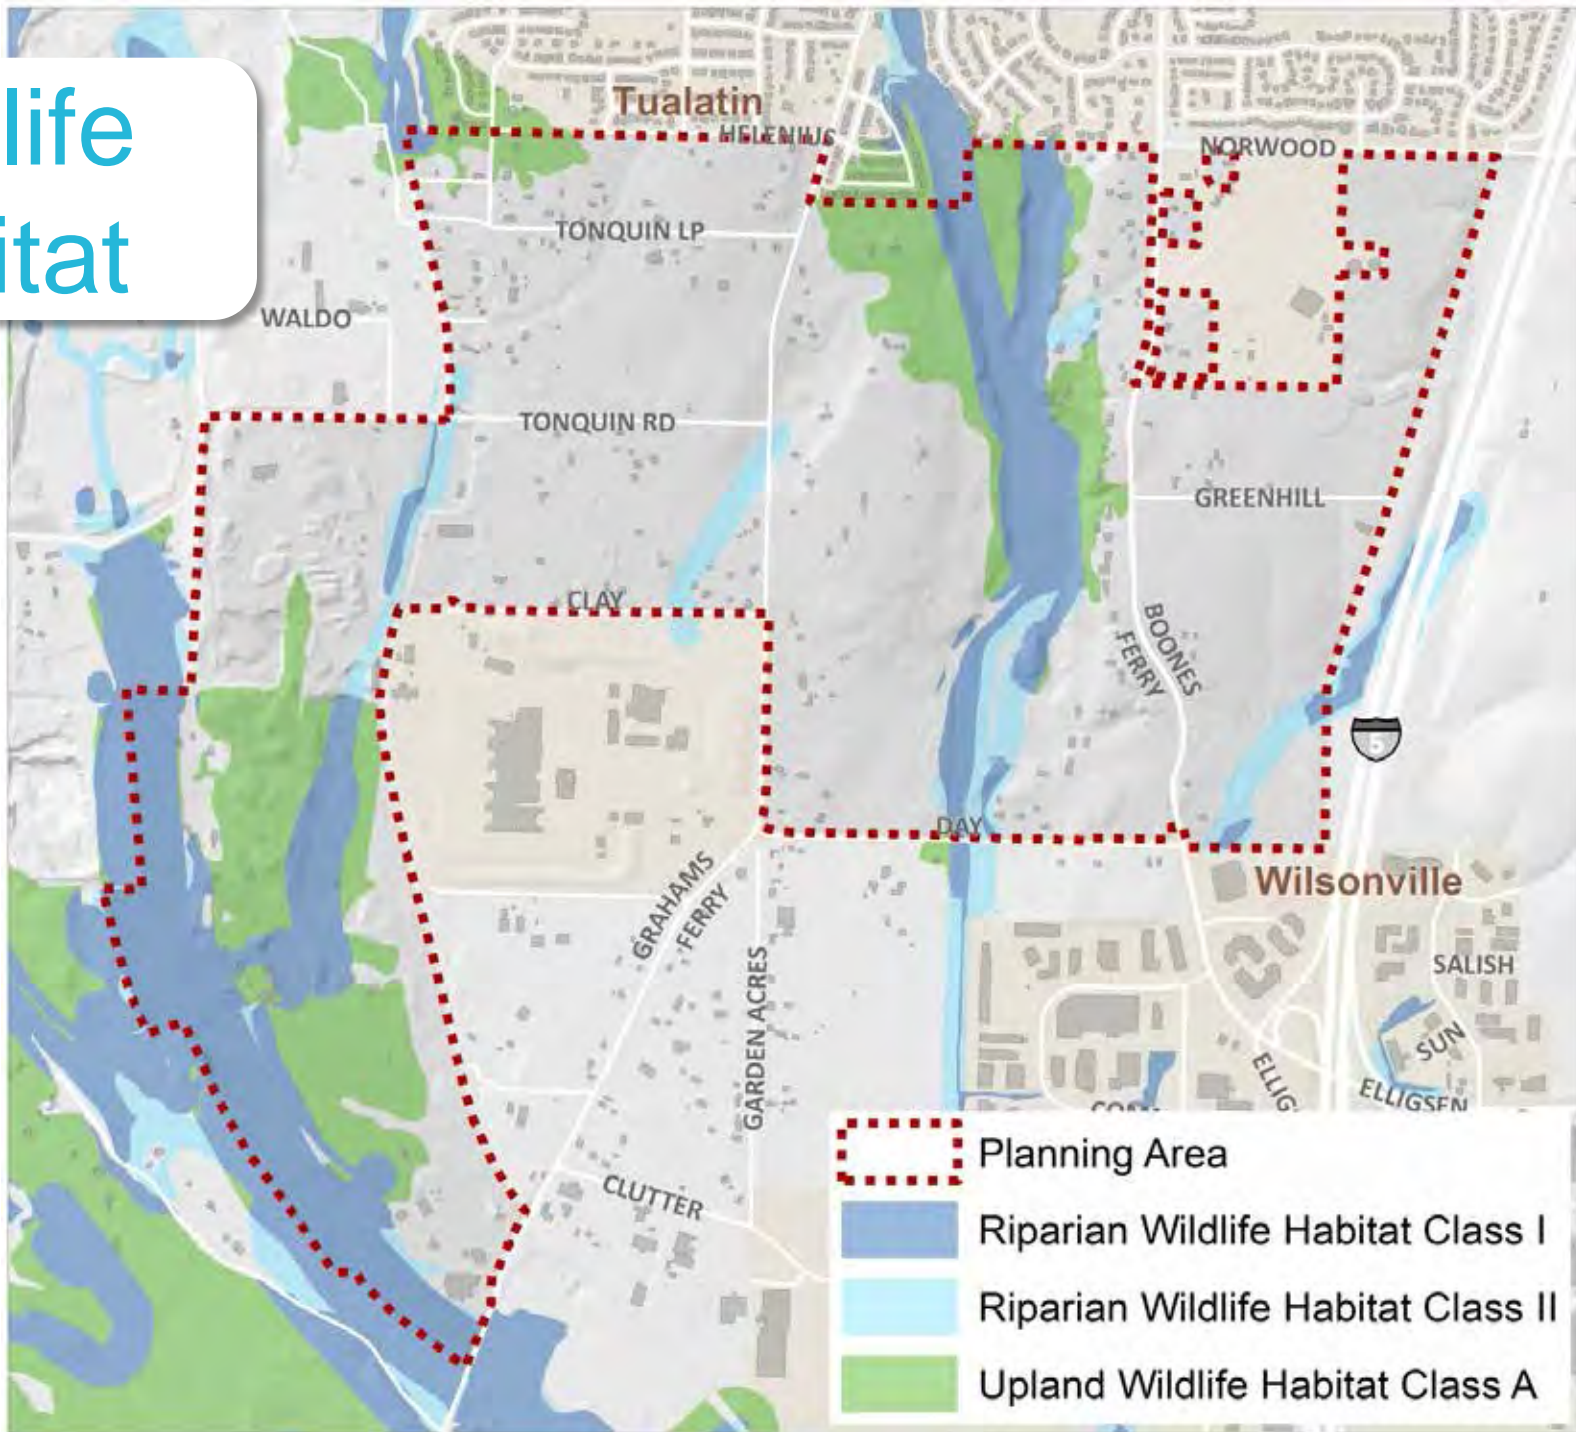 life
itat
Tualatin
HELENIUS
NORWOOD
TONQUIN LP
WALDO
TONQUIN RD
GREENHILL
CLAY
BOONES
FERRY
5
DAY
Wilsonville
GRAHAMS
FERRY
SALISH
GARDEN ACRES
SUN
ELLIGSEN
CLUTTER
Planning Area
Riparian Wildlife Habitat Class I
Riparian Wildlife Habitat Class II
Upland Wildlife Habitat Class A